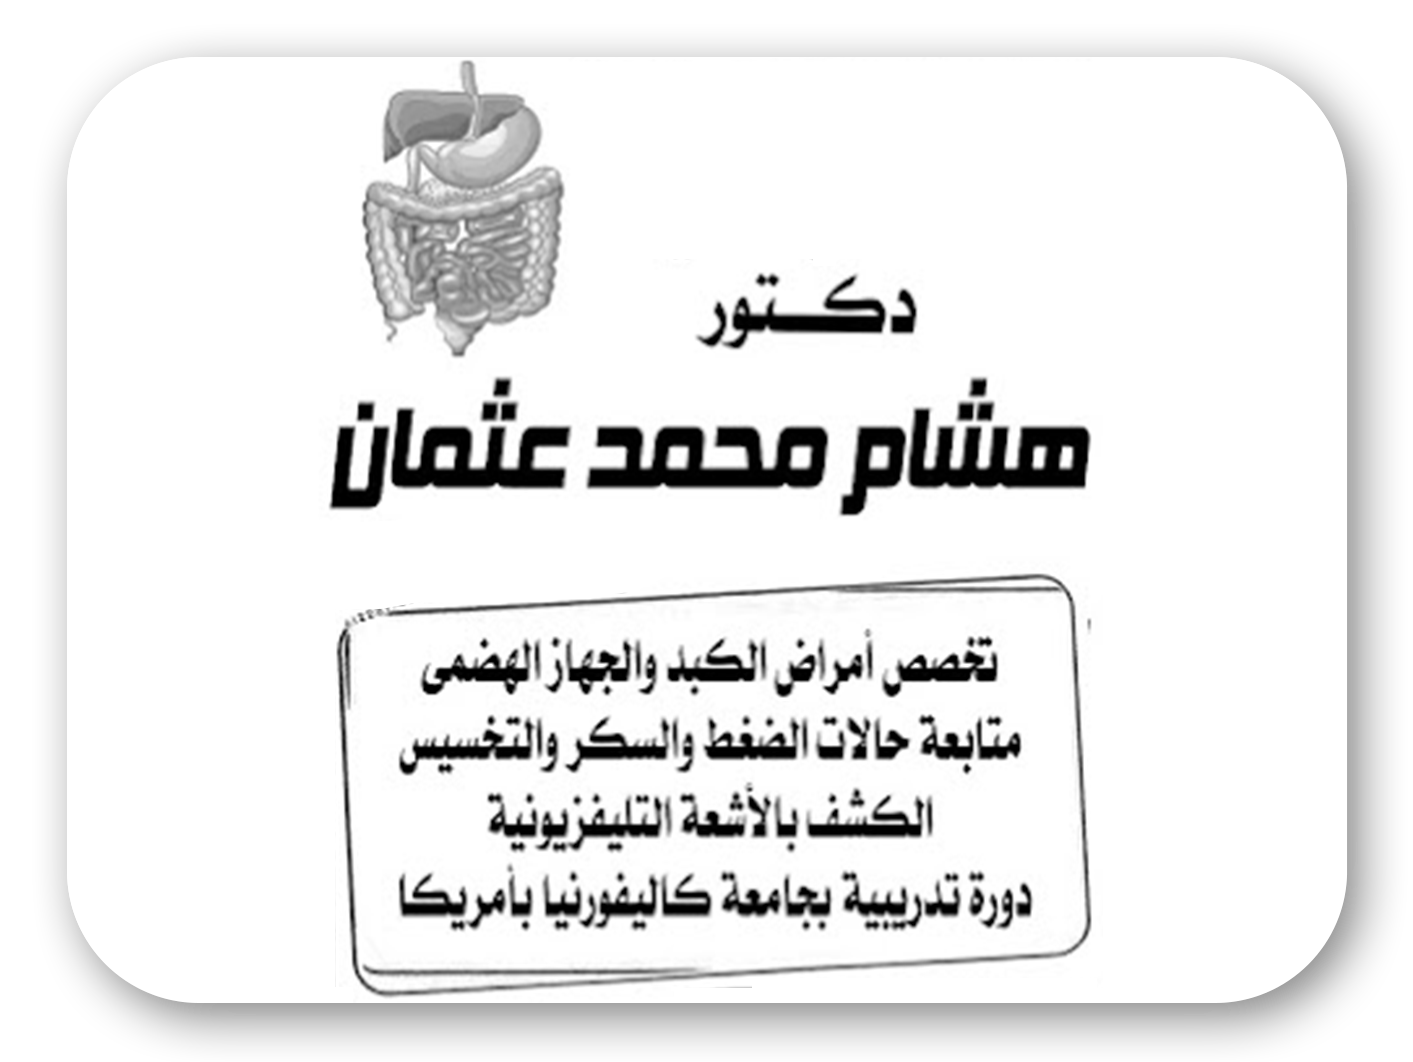 دكتور
هشام محمد عثمان
تخصص أمراض الكبد والجهاز الهضمى
متابعة حالات الضغط والسكر والتخسيس
الكشف بالأشعة التليفزيونية
دورة تدريبية بجامعة كاليفورنيا بأمريكا